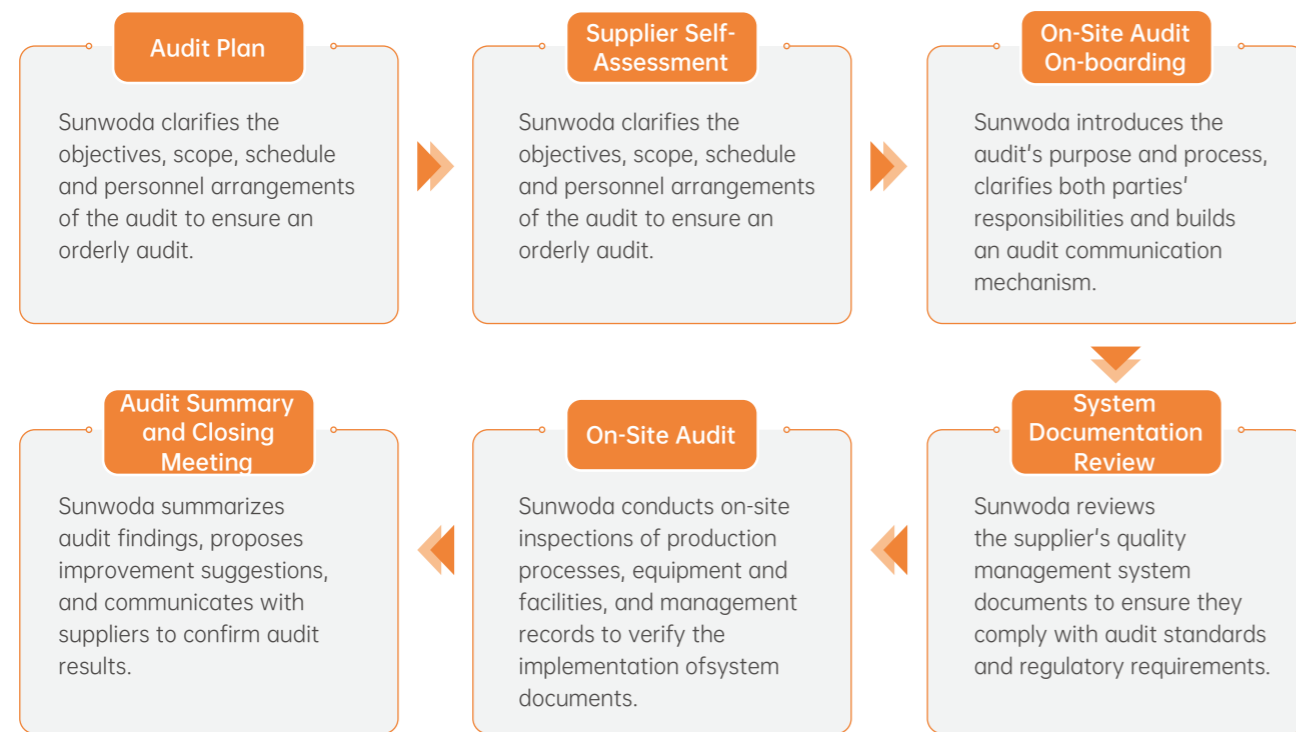 Audit Plan
Sunwoda clarifies the
objectives, scope, schedule
and personnel arrangements
of the audit to ensure an
orderly audit.
Supplier Self-
Assessment
Sunwoda clarifies the
objectives, scope, schedule
and personnel arrangements
of the audit to ensure an
orderly audit.
On-Site Audit
On-boarding
Sunwoda introduces the
audit's purpose and process,
clarifies both parties'
responsibilities and builds
an audit communication
mechanism.
System
Documentation
Review
Sunwoda reviews
the supplier's quality
management system
documents to ensure they
comply with audit standards
and regulatory requirements.
On-Site Audit
Sunwoda conducts on-site
inspections of production
processes, equipment and
facilities, and management
records to verify the
implementation ofsystem
documents.
Audit Summary
and Closing
Meeting
Sunwoda summarizes
audit findings, proposes
improvement suggestions,
and communicates with
suppliers to confirm audit
results.